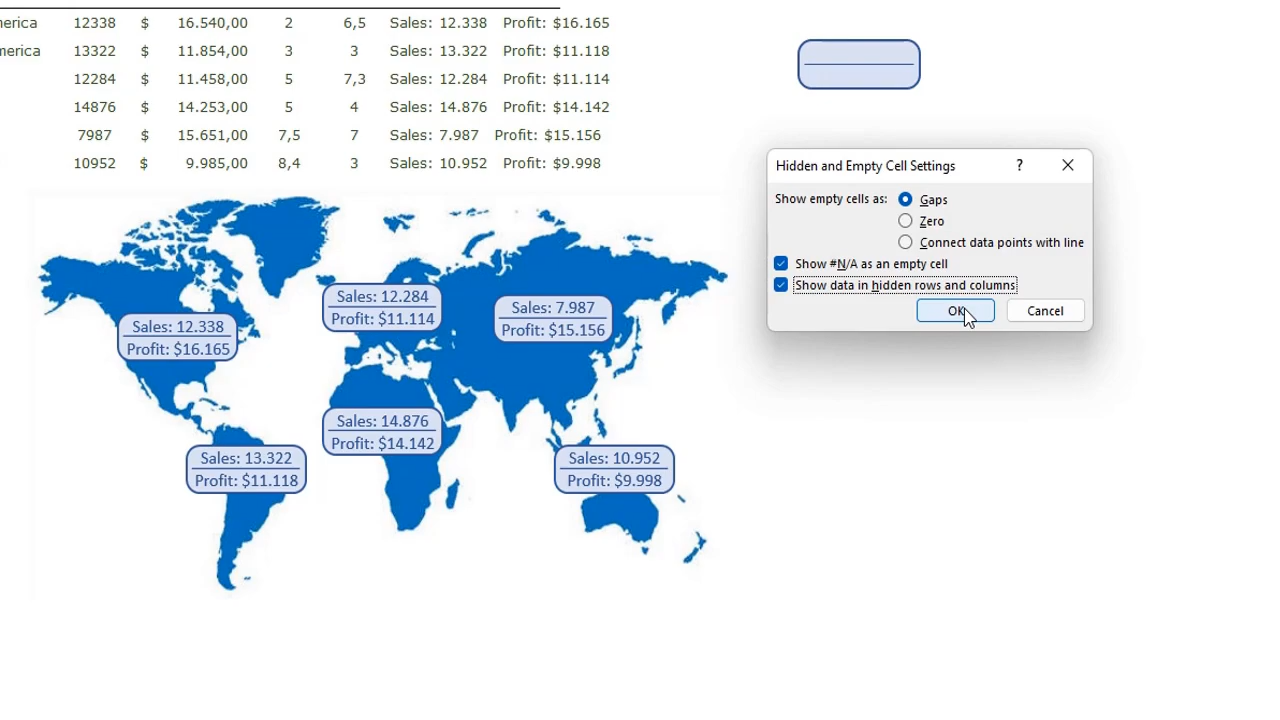 merica 12338 $ 16.540,00 2 6,5 Sales: 12.338 Profit: $16.165
merica 13322 $ 11.854,00 3 3 Sales: 13.322 Profit: $11.118
12284 $ 11.458,00 5 7,3 Sales: 12.284 Profit: $11.114
14876 $ 14.253,00 5 4 Sales: 14.876 Profit: $14.142
7987 $ 15.651,00 7,5 7 Sales: 7.987 Profit: $15.156
10952 $ 9.985,00 8,4 3 Sales: 10.952 Profit: $9.998
Hidden and Empty Cell Settings ?
Show empty cells as: Gaps
Zero
Connect data points with line
Show #N/A as an empty cell
Show data in hidden rows and columns
OK Cancel
Sales: 12.284
Profit: $11.114
Sales: 7.987
Profit: $15.156
Sales: 12.338
Profit: $16.165
Sales: 14.876
Profit: $14.142
Sales: 13.322
Profit: $11.118
Sales: 10.952
Profit: $9.998